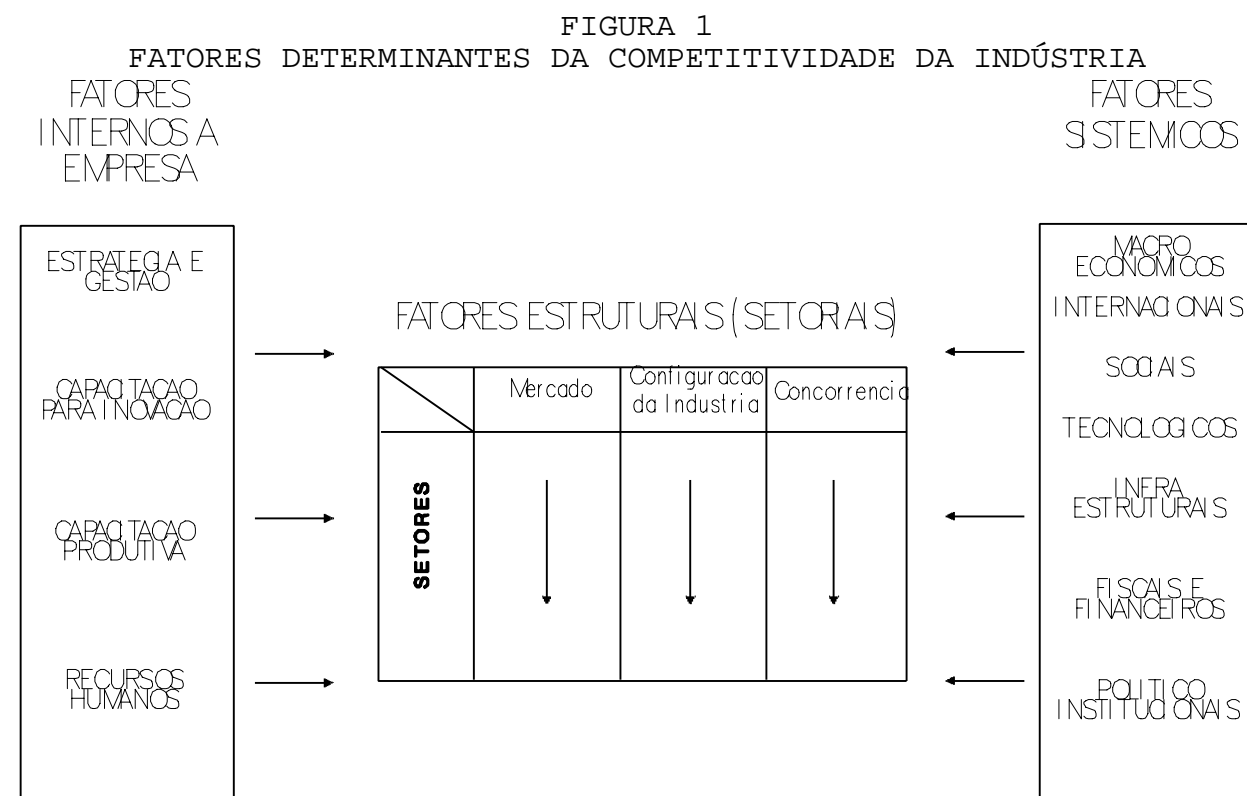 FIGURA 1
FATORES DETERMINANTES DA COMPETITIVIDADE DA INDÚSTRIA
FATORES
INTERNOS A
EMPRESA
ESTRATEGIA E
GESTAO
CAPACITACAO
PARA INOVACAO
CAPACITACAO
PRODUTIVA
RECURSOS
HUMANOS
FATORES ESTRUTURAIS (SETORIAIS)
Mercado
Configuracao
da Industria
Concorrencia
SETORES
FATORES
SISTEMICOS
MACRO
ECONOMICOS
INTERNACIONAIS
SOCIAIS
TECNOLOGICOS
INFRA
ESTRUTURAIS
FISCAIS E
FINANCEIROS
POLITICO
INSTITUCIONAIS